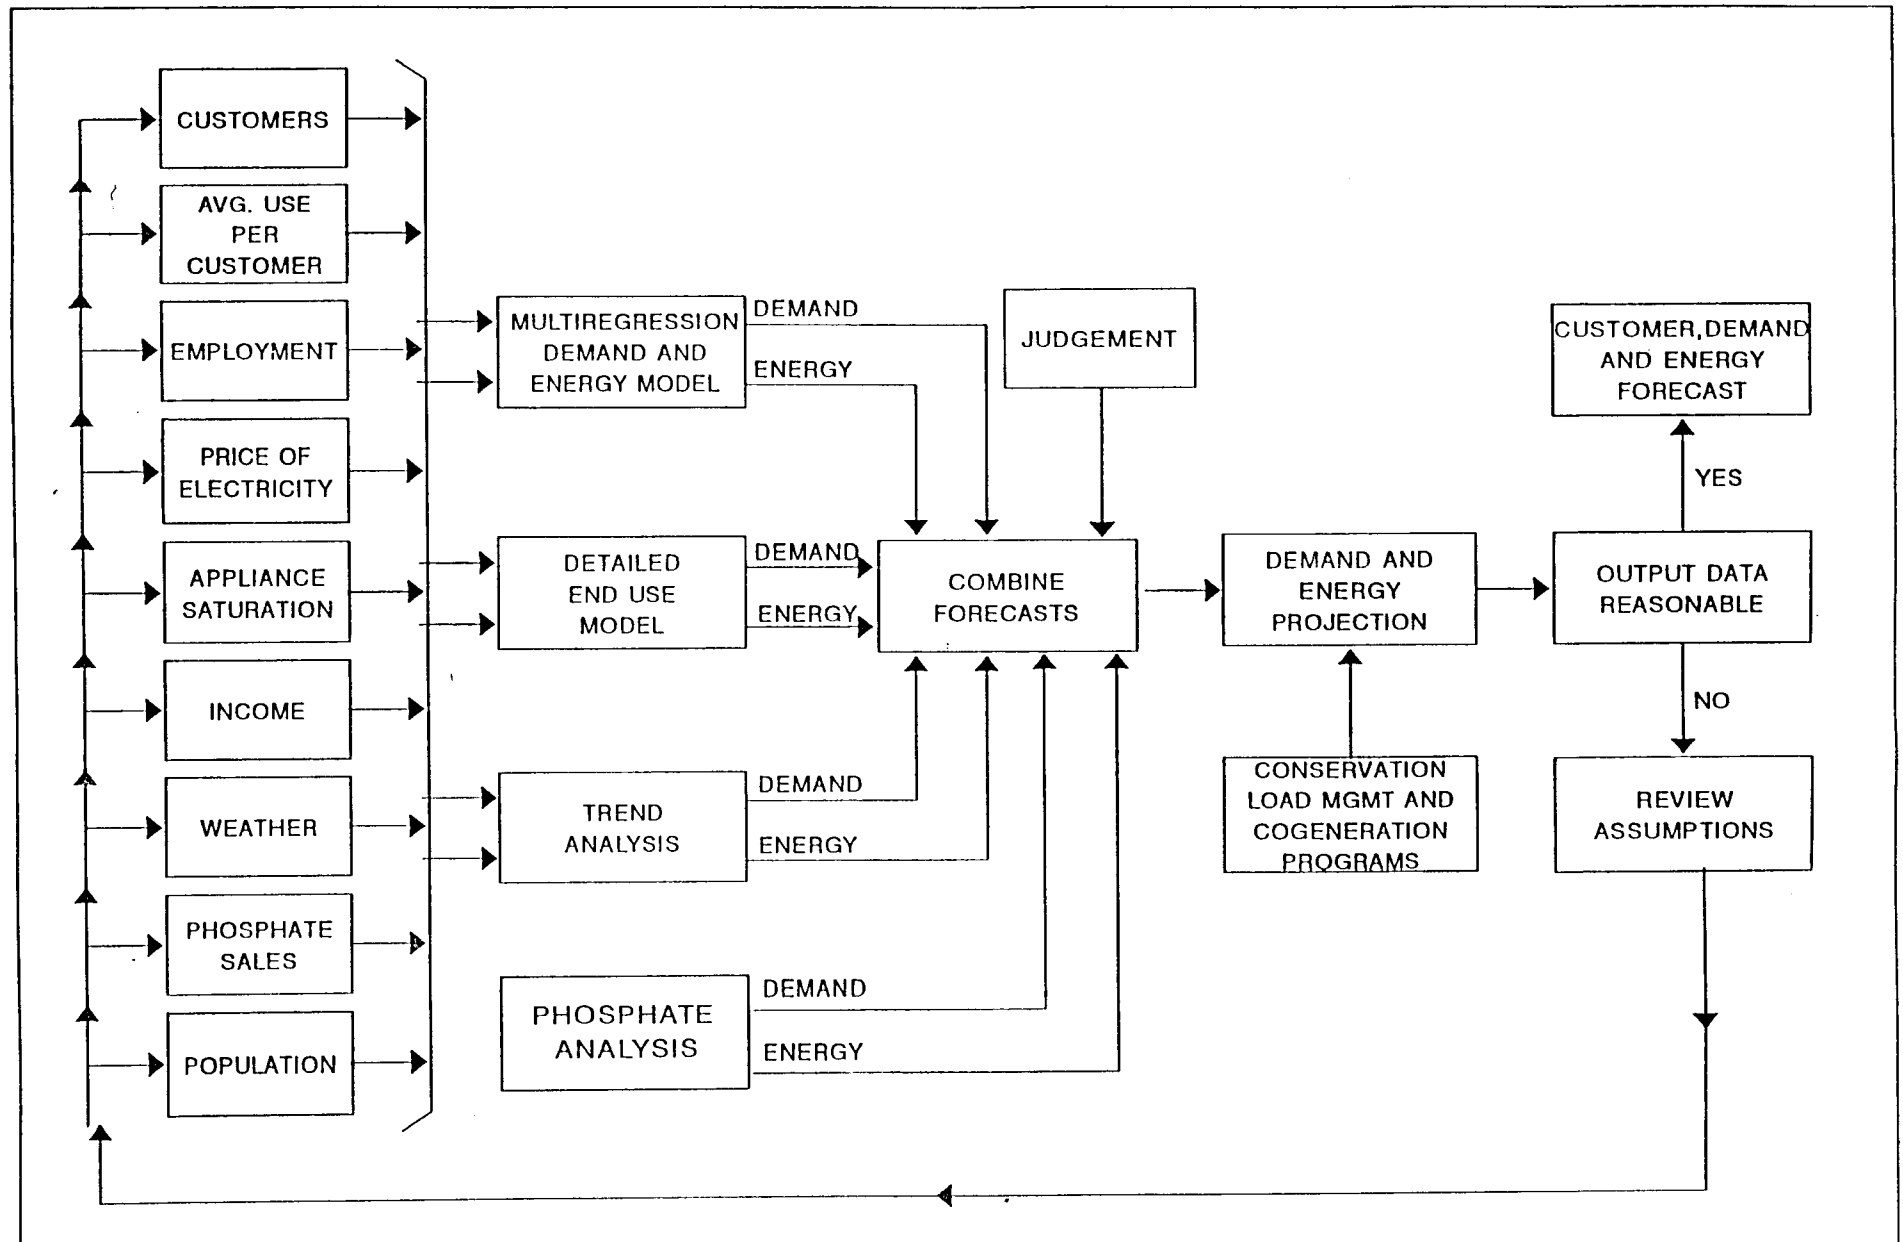 CUSTOMERS
AVG. USE
PER
CUSTOMER
EMPLOYMENT
PRICE OF
ELECTRICITY
APPLIANCE
SATURATION
INCOME
WEATHER
PHOSPHATE
SALES
POPULATION
MULTIREGRESSION
DEMAND AND
ENERGY MODEL
DEMAND
ENERGY
DETAILED
END USE
MODEL
DEMAND
ENERGY
TREND
ANALYSIS
DEMAND
ENERGY
PHOSPHATE
ANALYSIS
DEMAND
ENERGY
JUDGEMENT
COMBINE
FORECASTS
DEMAND AND
ENERGY
PROJECTION
CONSERVATION
LOAD MGMT AND
COGENERATION
PROGRAMS
CUSTOMER, DEMAND
AND ENERGY
FORECAST
YES
OUTPUT DATA
REASONABLE
NO
REVIEW
ASSUMPTIONS